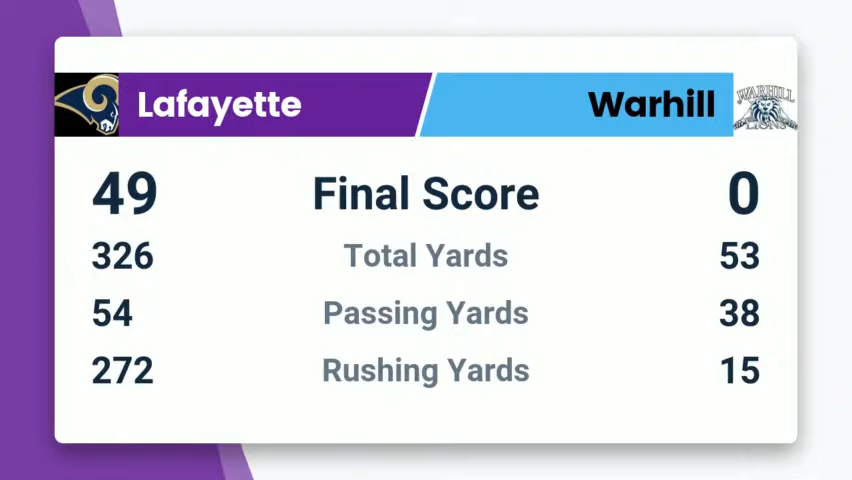 Lafayette
Warhill
WARHILL
LIONS
49 Final Score 0
326 Total Yards 53
54 Passing Yards 38
272 Rushing Yards 15